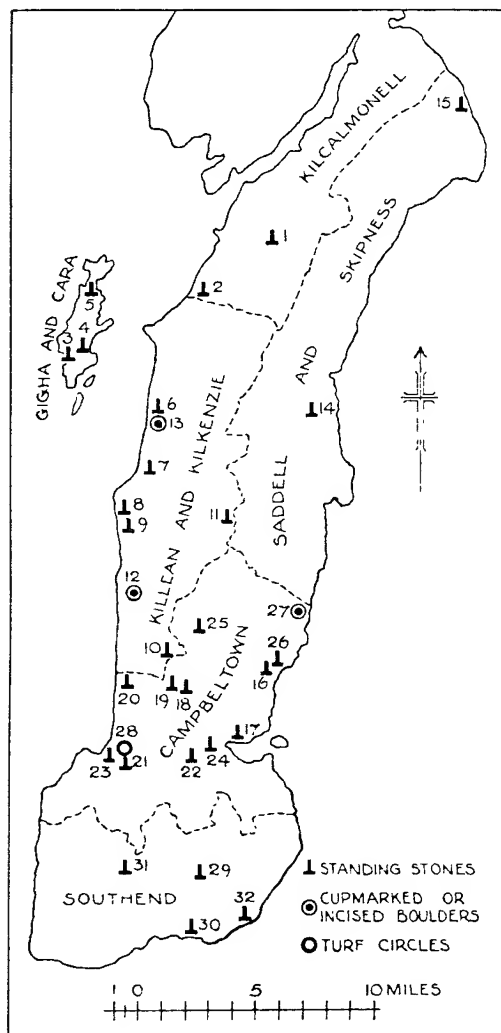 KILCALMONELL
15
SKIPNESS
1
2
GIGHA AND CARA
5
4
3
AND
6
13
14
KILLEAN AND KILKENZIE
7
8
9
11
SADDELL
12
27
25
10
26
16
20
19
18
CAMPBELTOWN
17
28
24
23
21
22
31
29
STANDING STONES
SOUTHEND
CUPMARKED OR
INCISED BOULDERS
32
30
TURF CIRCLES
1 0 5 10 MILES